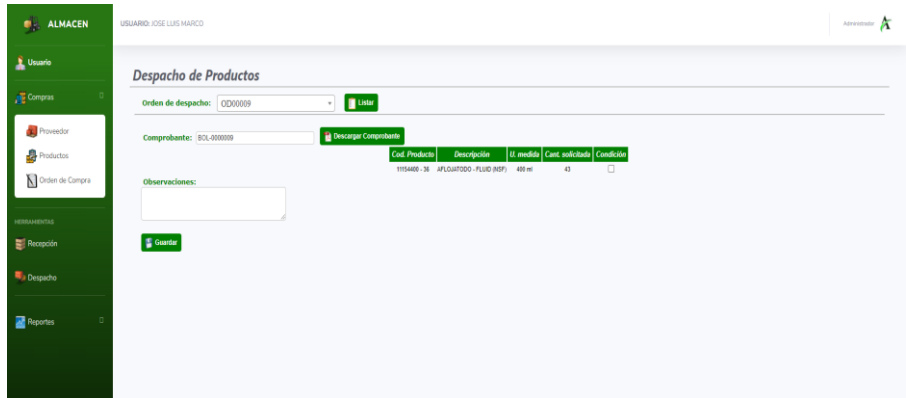 ALMACEN
USUARIO: JOSE LUIS MARCO
Administrador
Usuario
Compras
Proveedor
Productos
Orden de Compra
HERRAMIENTAS
Recepción
Despacho
Reportes
Despacho de Productos
Orden de despacho: OD00009 Listar
Comprobante: BOL-0000009 Descargar Comprobante
Cod. Producto Descripción U. medida Cant. solicitada Condición
11154400 - 36 AFLOJATODO - FLUID (NSF) 400 ml 43
Observaciones:
Guardar